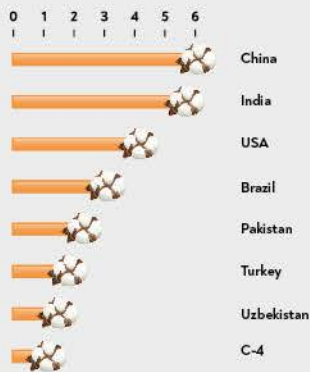 0 1 2 3 4 5 6
China
India
USA
Brazil
Pakistan
Turkey
Uzbekistan
C-4